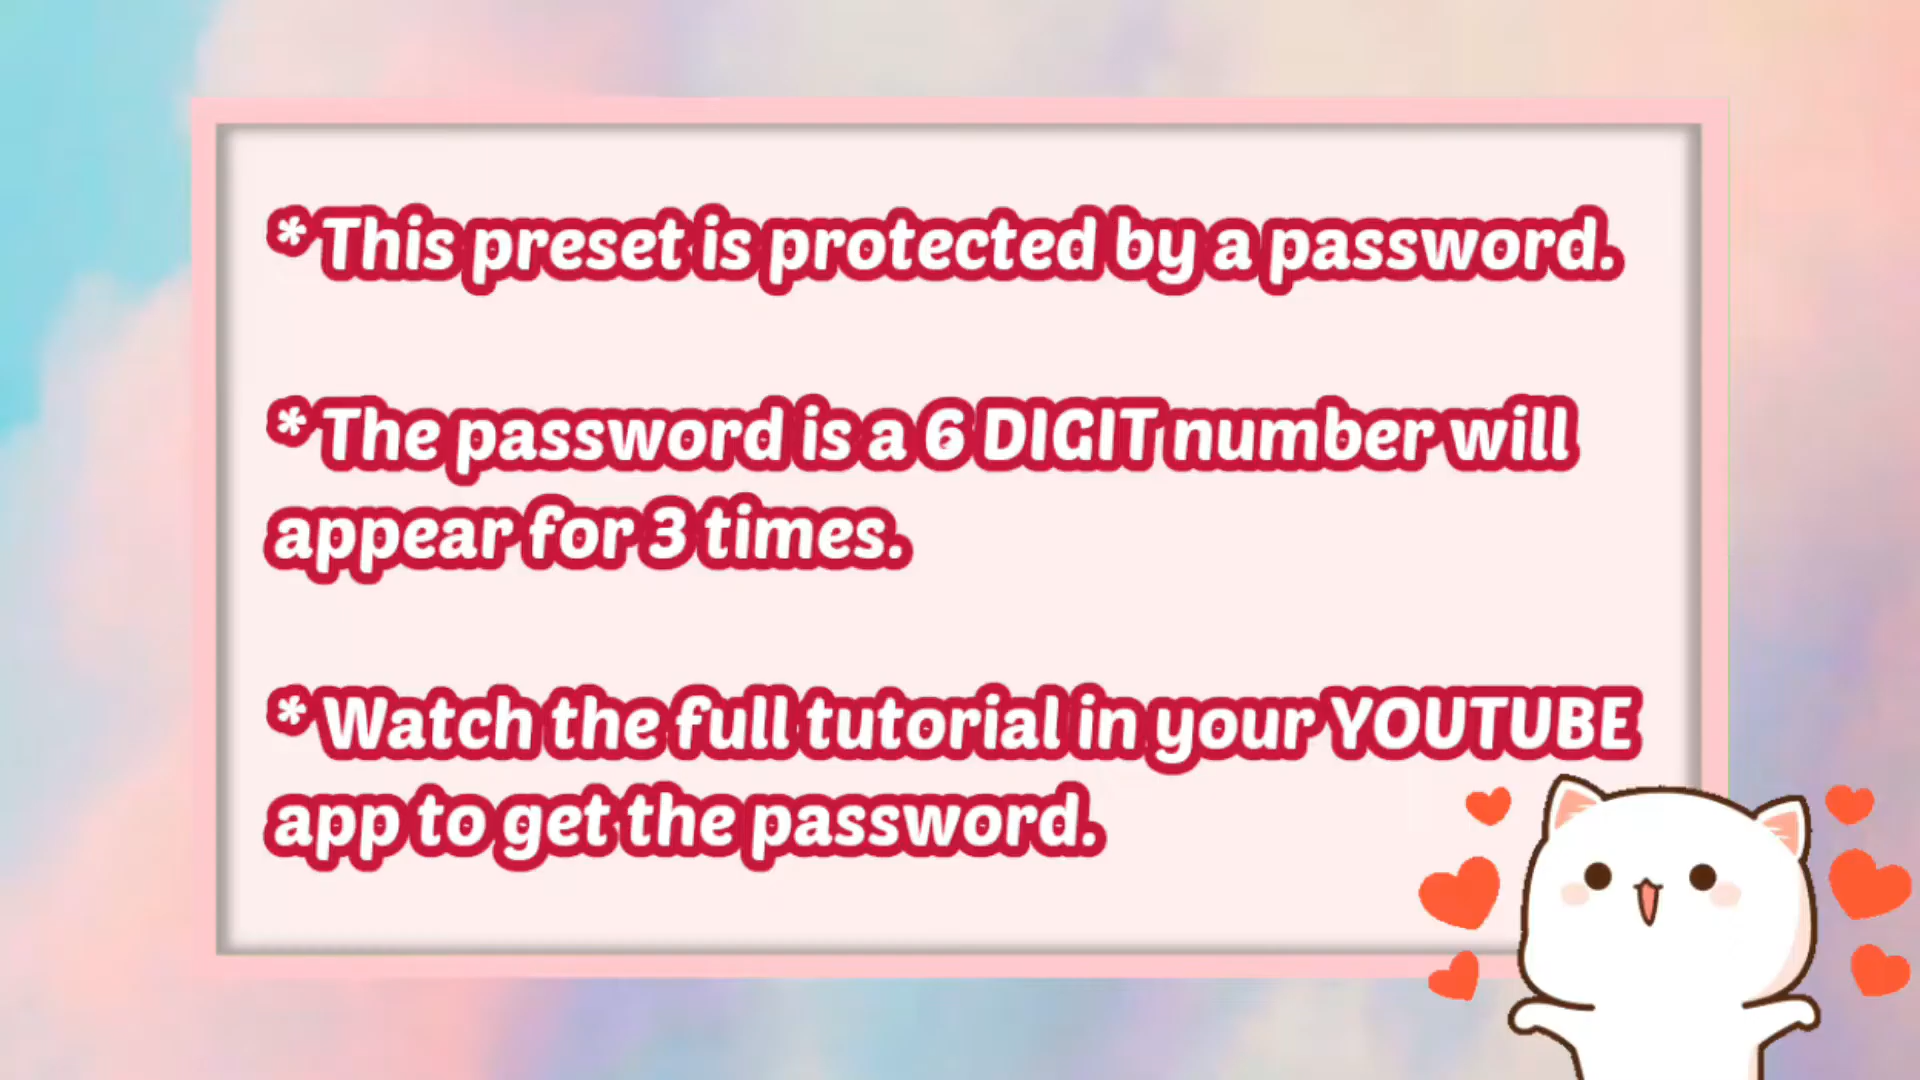 * This preset is protected by a password.
* The password is a 6 DIGIT number will
appear for 3 times.
* Watch the full tutorial in your YOUTUBE
app to get the password.